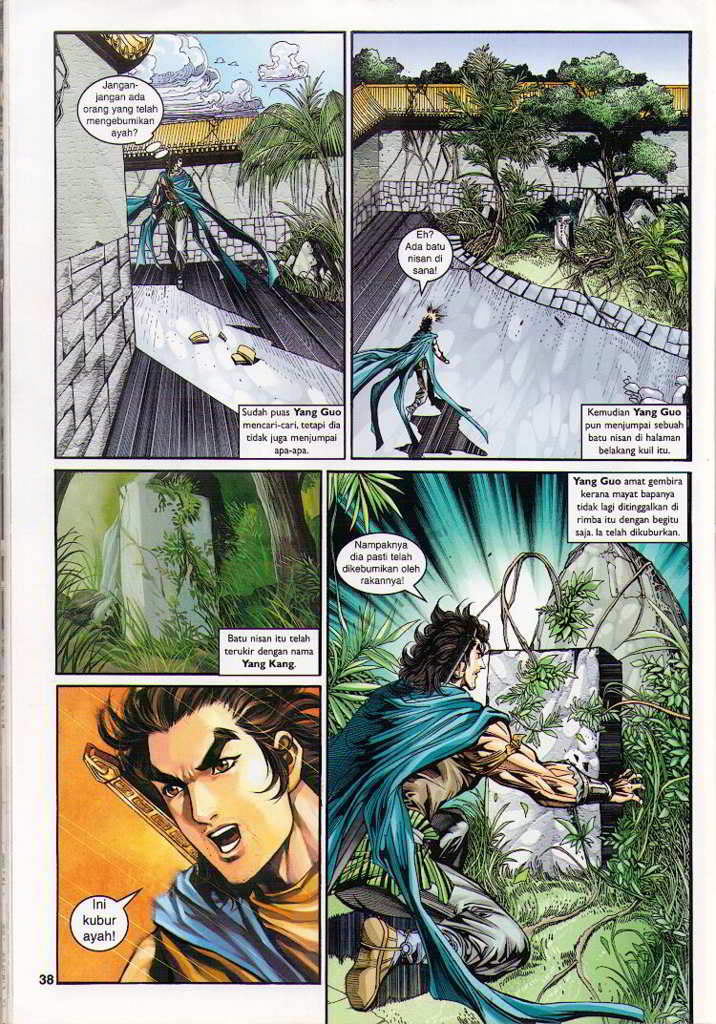 Jangan-
jangan ada
orang yang telah
mengebumikan
ayah?
Sudah puas Yang Guo
mencari-cari, tetapi dia
tidak juga menjumpai
apa-apa.
Eh?
Ada batu
nisan di
sana!
Kemudian Yang Guo
pun menjumpai sebuah
batu nisan di halaman
belakang kuil itu.
Batu nisan itu telah
terukir dengan nama
Yang Kang.
Ini
kubur
ayah!
Yang Guo amat gembira
kerana mayat bapanya
tidak lagi ditinggalkan di
rimba itu dengan begitu
saja. Ia telah dikuburkan.
Nampaknya
dia pasti telah
dikebumikan oleh
rakannya!
38